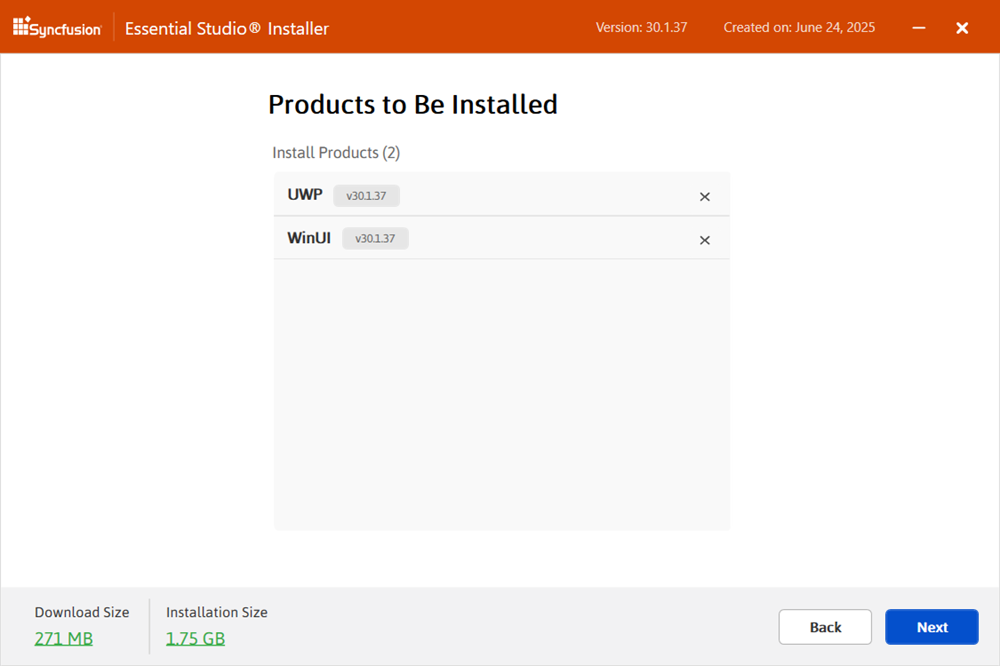 Syncfusion Essential Studio® Installer Version: 30.1.37 Created on: June 24, 2025
Products to Be Installed
Install Products (2)
UWP v30.1.37
WinUI v30.1.37
Download Size Installation Size
271 MB 1.75 GB
Back Next